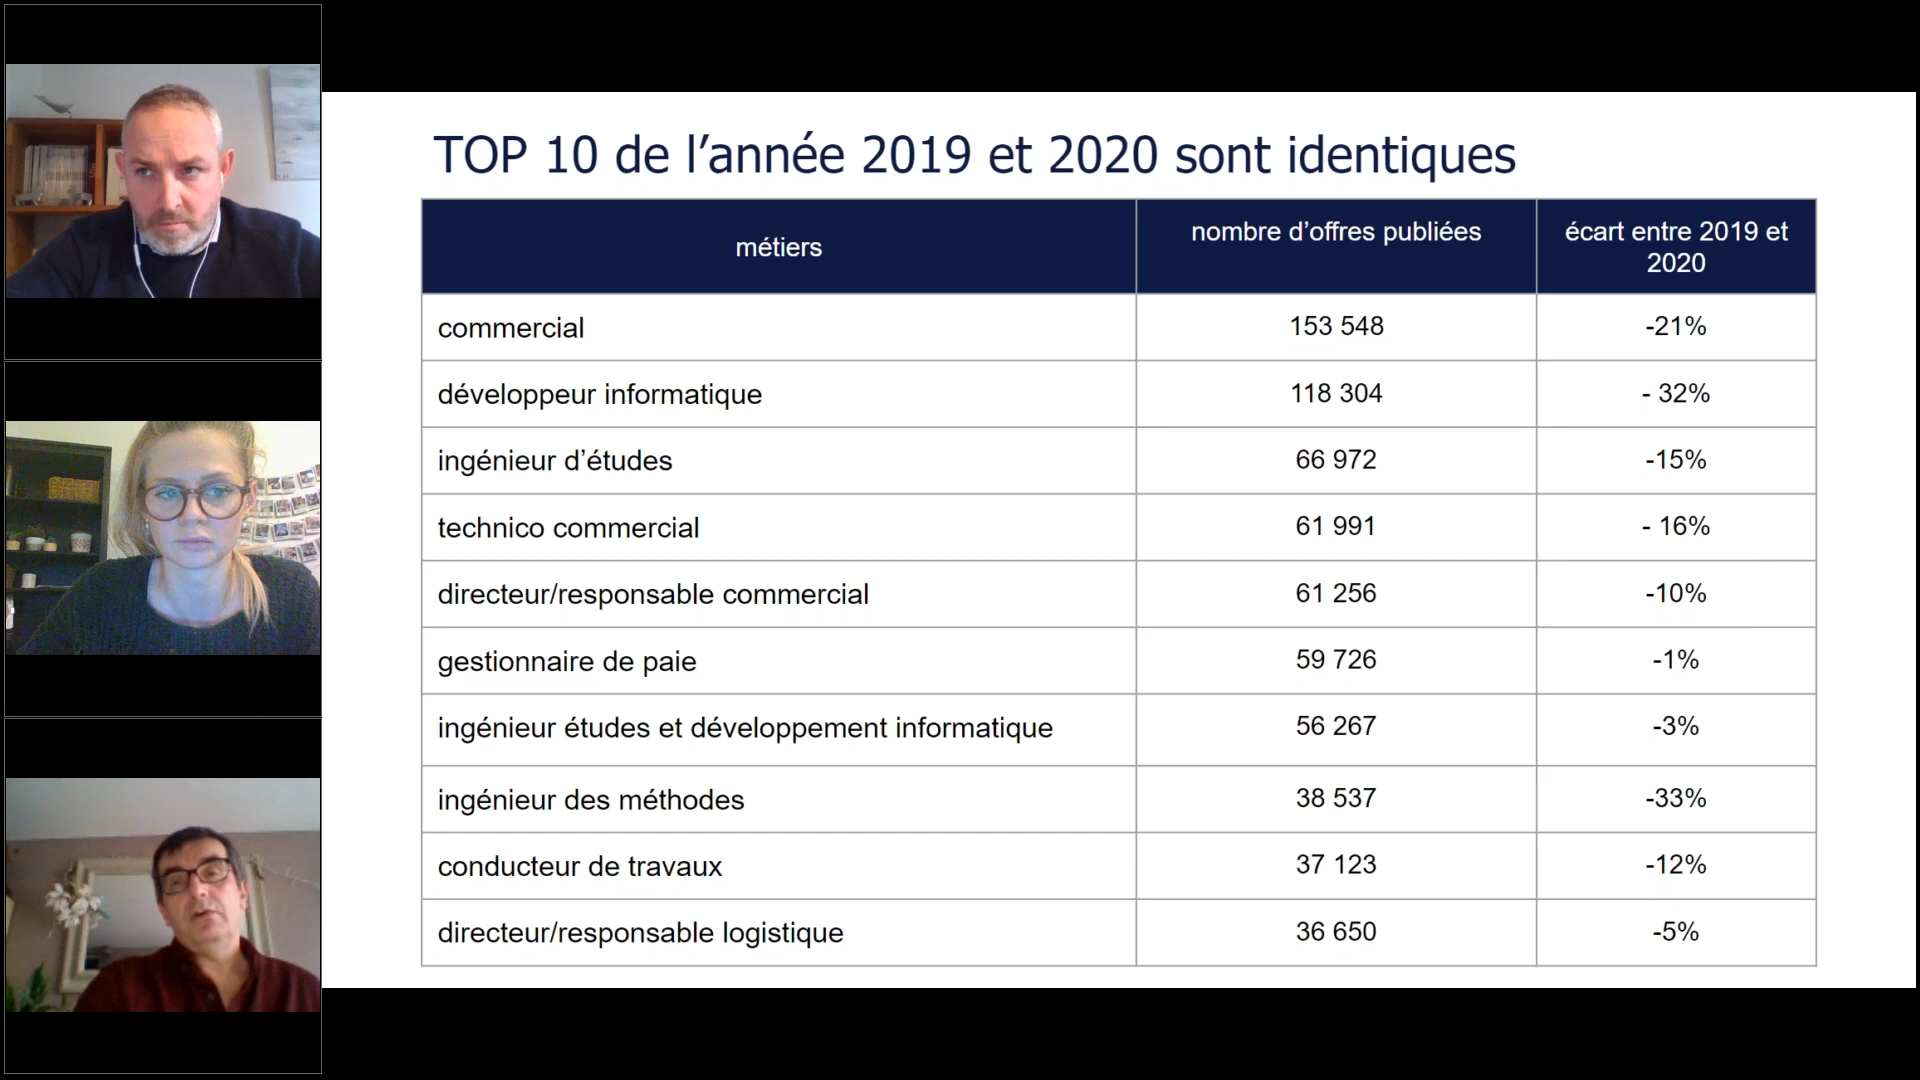 TOP 10 de l’année 2019 et 2020 sont identiques
métiers
nombre d’offres publiées
écart entre 2019 et
2020
commercial
153 548
-21%
développeur informatique
118 304
- 32%
ingénieur d’études
66 972
-15%
technico commercial
61 991
- 16%
directeur/responsable commercial
61 256
-10%
gestionnaire de paie
59 726
-1%
ingénieur études et développement informatique
56 267
-3%
ingénieur des méthodes
38 537
-33%
conducteur de travaux
37 123
-12%
directeur/responsable logistique
36 650
-5%